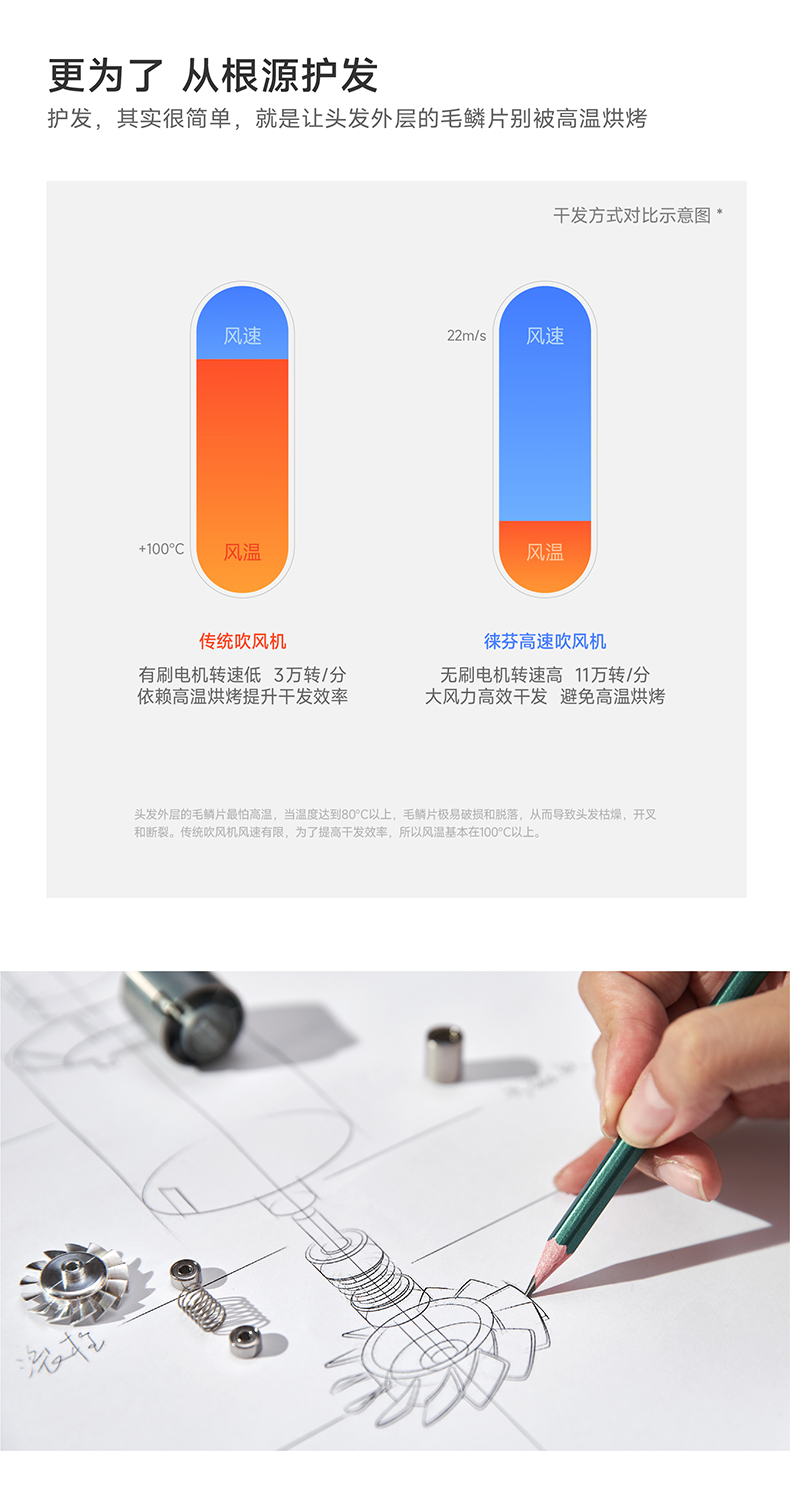 更为了 从根源护发
护发，其实很简单，就是让头发外层的毛鳞片别被高温烘烤
干发方式对比示意图 *
风速
22m/s
风速
+100°C
风温
风温
传统吹风机
徕芬高速吹风机
有刷电机转速低 3万转/分
依赖高温烘烤提升干发效率
无刷电机转速高 11万转/分
大风力高效干发 避免高温烘烤
头发外层的毛鳞片最怕高温，当温度达到80°C以上，毛鳞片极易破损和脱落，从而导致头发枯燥，开叉
和断裂。传统吹风机风速有限，为了提高干发效率，所以风温基本在100°C以上。